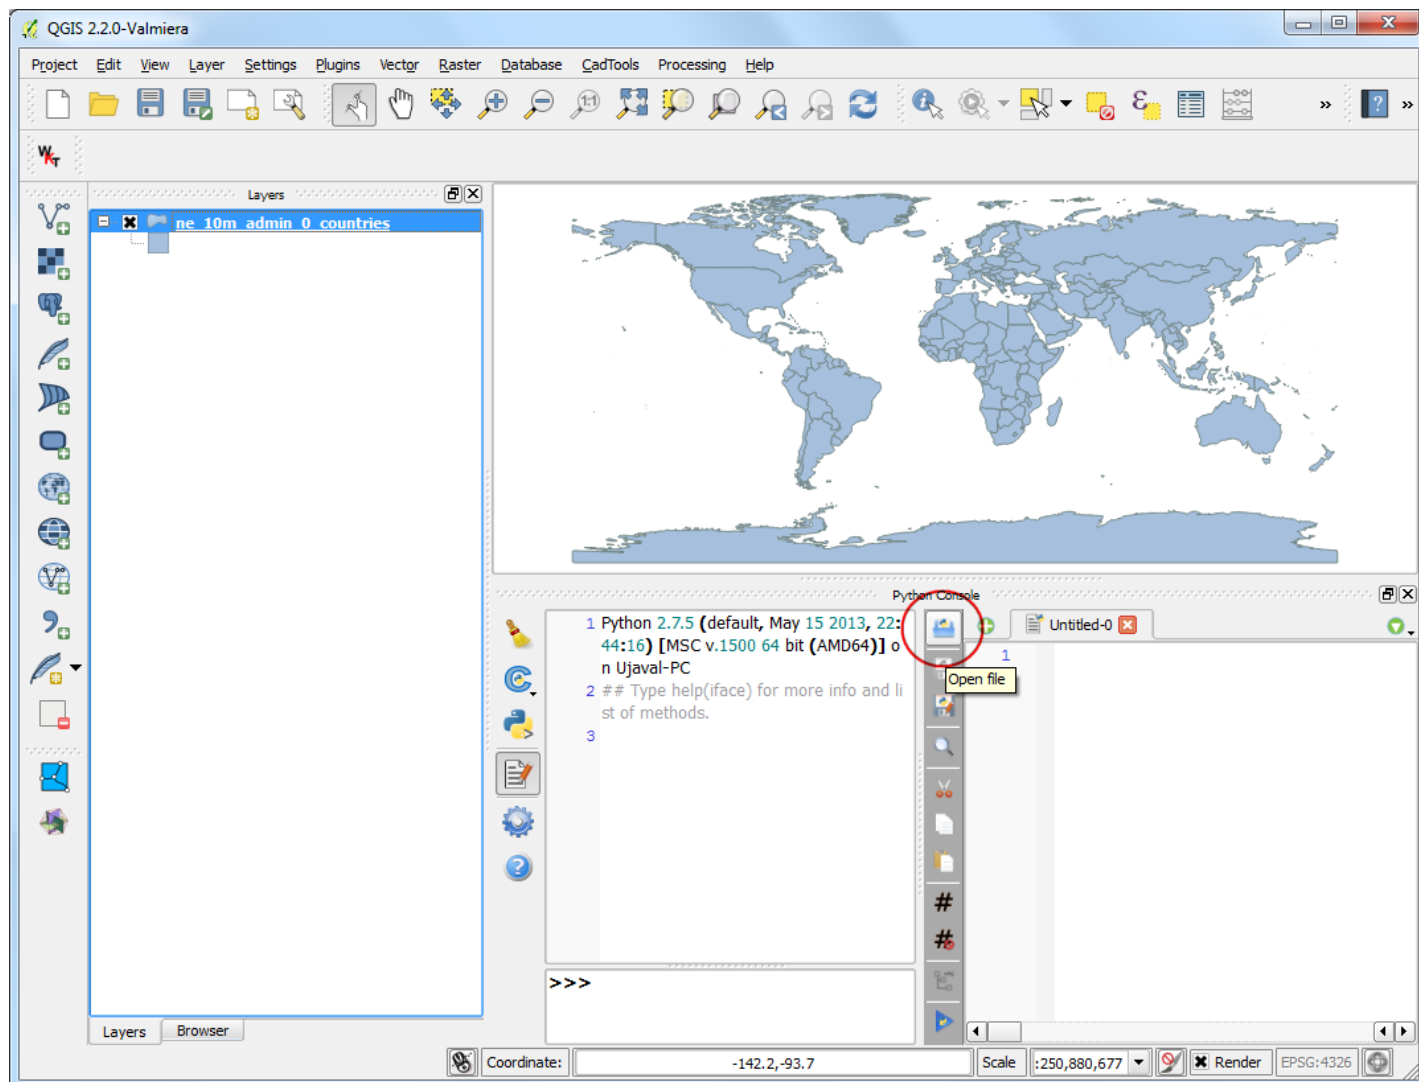 QGIS 2.2.0-Valmiera
Project Edit View Layer Settings Plugins Vector Raster Database CadTools Processing Help
WKT
Layers
ne_10m_admin_0_countries
Python Console
1 Python 2.7.5 (default, May 15 2013, 22:
44:16) [MSC v.1500 64 bit (AMD64)] o
n Ujaval-PC
2 ## Type help(iface) for more info and li
st of methods.
3
>>>
Untitled-0
1
Open file
Layers Browser
Coordinate: -142.2,-93.7 Scale :250,880,677 Render EPSG:4326